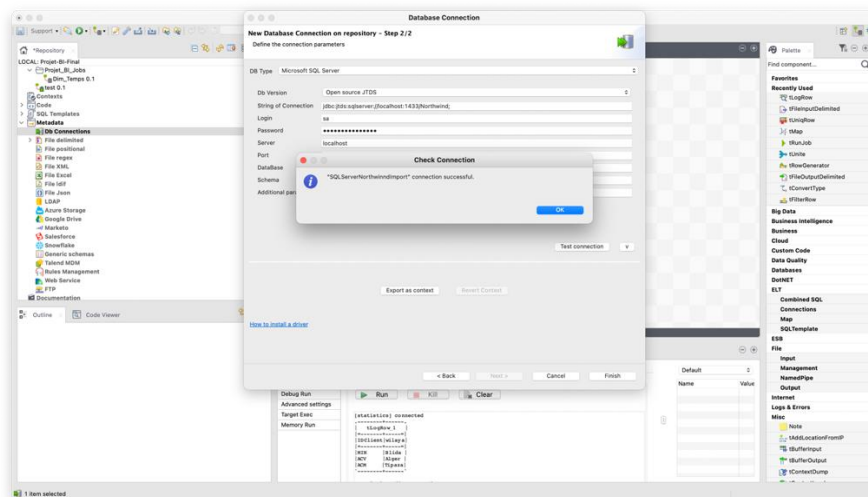 Database Connection
Support
*Repository
LOCAL: Projet-BI-Final
Projet_BI_Jobs
Dim_Temps 0.1
test 0.1
Contexts
Code
SQL Templates
Metadata
Db Connections
File delimited
File positional
File regex
File XML
File Excel
File ldif
File Json
LDAP
Azure Storage
Google Drive
Marketo
Salesforce
Snowflake
Generic schemas
Talend MDM
Rules Management
Web Service
FTP
Documentation
Outline
Code Viewer
1 item selected
New Database Connection on repository - Step 2/2
Define the connection parameters
DB Type
Microsoft SQL Server
Db Version
Open source JTDS
String of Connection
jdbc:jtds:sqlserver://localhost:1433/Northwind;
Login
sa
Password
Server
localhost
Port
DataBase
Schema
Additional par
Check Connection
"SQLServerNorthwinndImport" connection successful.
OK
Test connection
Export as context
Revert Context
How to install a driver
< Back
Next >
Cancel
Finish
Debug Run
Advanced settings
Target Exec
Memory Run
Run
Kill
Clear
[statistics] connected
tLogRow_1
IDClient|wilaya
|Blida
|Alger
|Tipaza
Default
Name
Value
Palette
Find component...
Favorites
Recently Used
tLogRow
tFileInputDelimited
tUniqRow
tMap
tRunJob
tUnite
tRowGenerator
tFileOutputDelimited
tConvertType
tFilterRow
Big Data
Business Intelligence
Business
Cloud
Custom Code
Data Quality
Databases
DotNET
ELT
Combined SQL
Connections
Map
SQLTemplate
ESB
File
Input
Management
NamedPipe
Output
Internet
Logs & Errors
Misc
Note
tAddLocationFromIP
tBufferInput
tBufferOutput
tContextDump